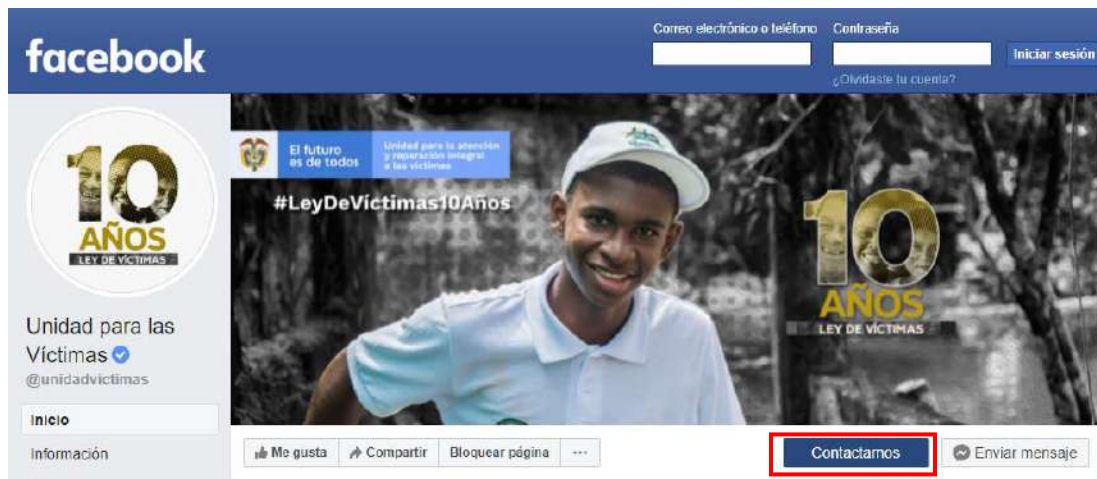 facebook
Correo electrónico o teléfono
Contraseña
Iniciar sesión
¿Olvidaste tu cuenta?
10
AÑOS
LEY DE VÍCTIMAS
Unidad para las
Víctimas
@unidadvictimas
Inicio
Información
El futuro
es de todos
Unidad para la atención
y reparación integral
a las víctimas
#LeyDeVíctimas10Años
10
AÑOS
LEY DE VÍCTIMAS
Me gusta
Compartir
Bloquear página
...
Contactarnos
Enviar mensaje